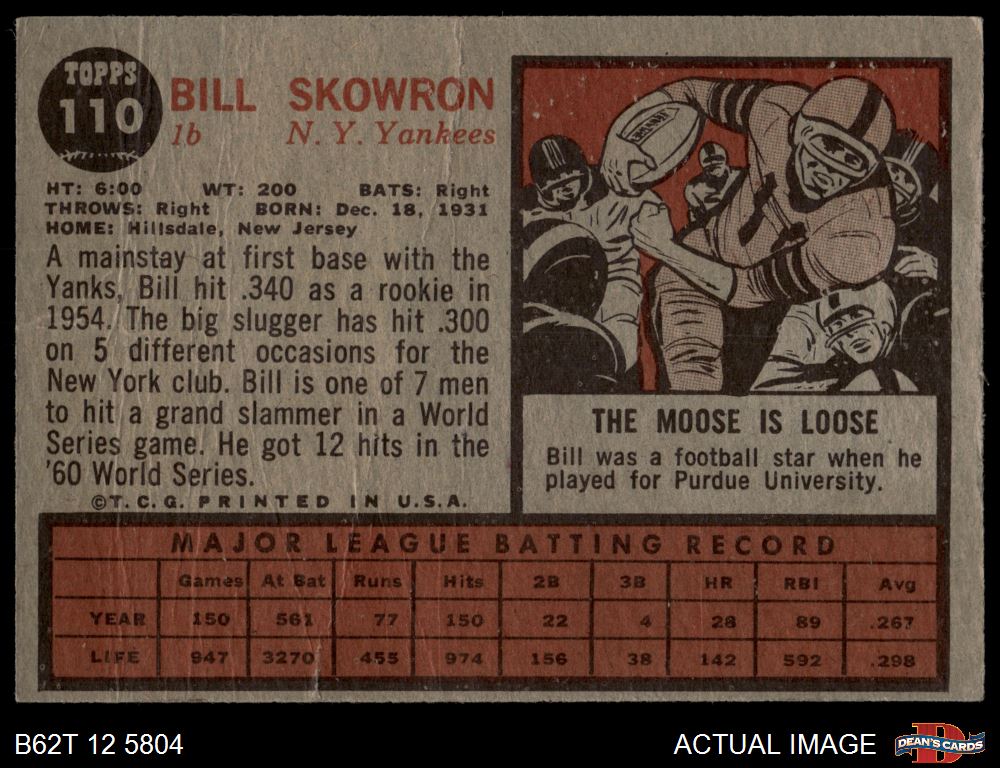 TOPPS
110
BILL SKOWRON
1b N. Y. Yankees
HT: 6:00 WT: 200 BATS: Right
THROWS: Right BORN: Dec. 18, 1931
HOME: Hillsdale, New Jersey
A mainstay at first base with the
Yanks, Bill hit .340 as a rookie in
1954. The big slugger has hit .300
on 5 different occasions for the
New York club. Bill is one of 7 men
to hit a grand slammer in a World
Series game. He got 12 hits in the
'60 World Series.
©T.C.G. PRINTED IN U.S.A.
THE MOOSE IS LOOSE
Bill was a football star when he
played for Purdue University.
MAJOR LEAGUE BATTING RECORD
Games At Bat Runs Hits 2B 3B HR RBI Avg
YEAR 150 561 77 150 22 4 28 89 .267
LIFE 947 3270 455 974 156 38 142 592 .298
B62T 12 5804
ACTUAL IMAGE
D
DEAN'S CARDS